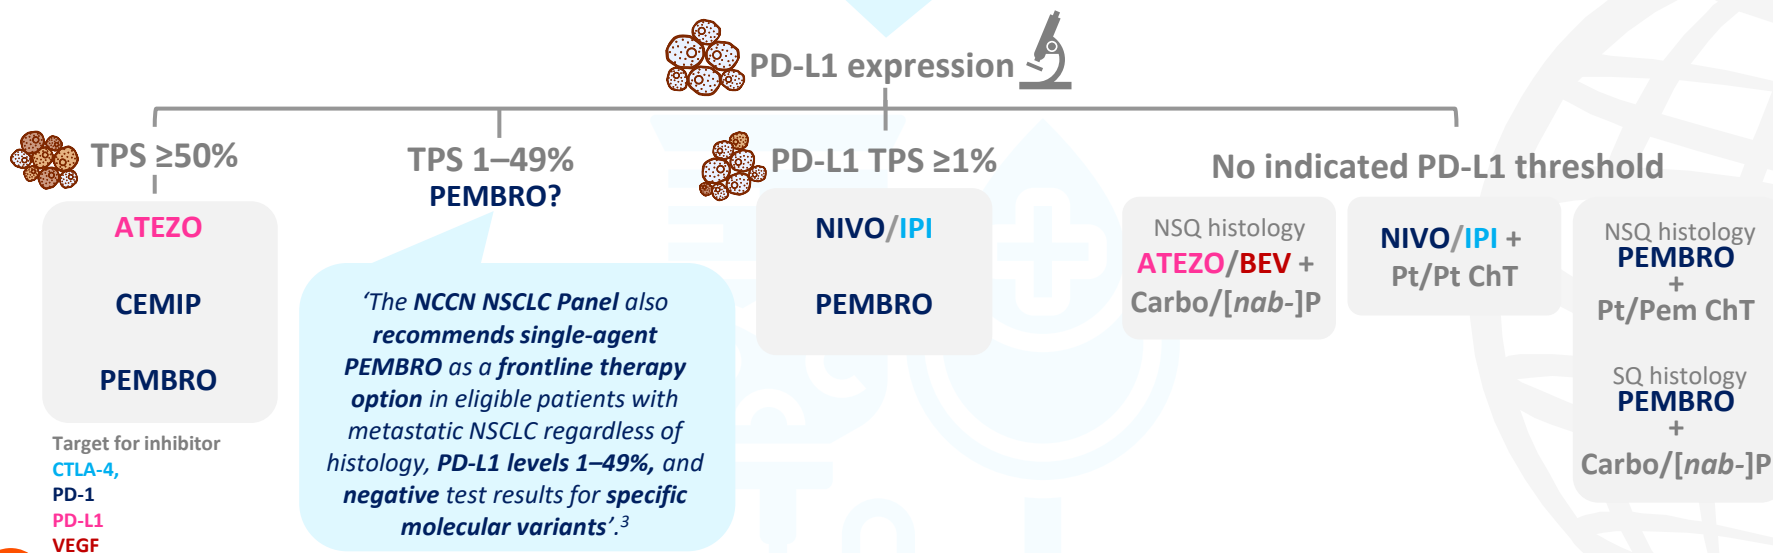 PD-L1 expression
TPS ≥50%
ATEZO
CEMIP
PEMBRO
Target for inhibitor
CTLA-4,
PD-1
PD-L1
VEGF
TPS 1–49%
PEMBRO?
‘The NCCN NSCLC Panel also
recommends single-agent
PEMBRO as a frontline therapy
option in eligible patients with
metastatic NSCLC regardless of
histology, PD-L1 levels 1–49%, and
negative test results for specific
molecular variants’.³
PD-L1 TPS ≥1%
NIVO/IPI
PEMBRO
No indicated PD-L1 threshold
NSQ histology
ATEZO/BEV +
Carbo/[nab-]P
NIVO/IPI +
Pt/Pt ChT
NSQ histology
PEMBRO
+
Pt/Pem ChT
SQ histology
PEMBRO
+
Carbo/[nab-]P